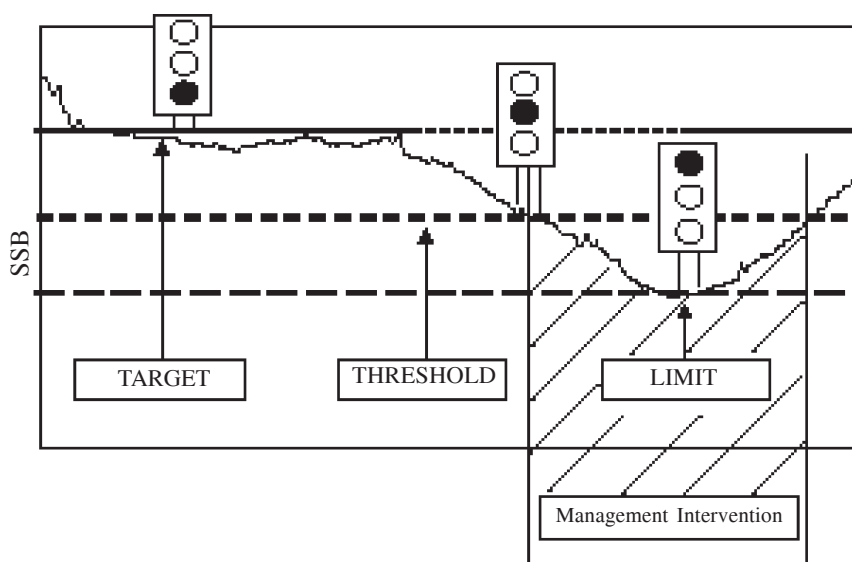 SSB
TARGET
THRESHOLD
LIMIT
Management Intervention